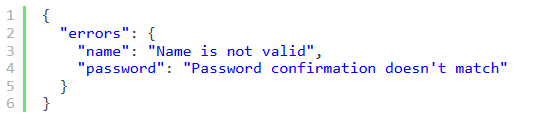 1 {
2   "errors": {
3     "name": "Name is not valid",
4     "password": "Password confirmation doesn't match"
5   }
6 }